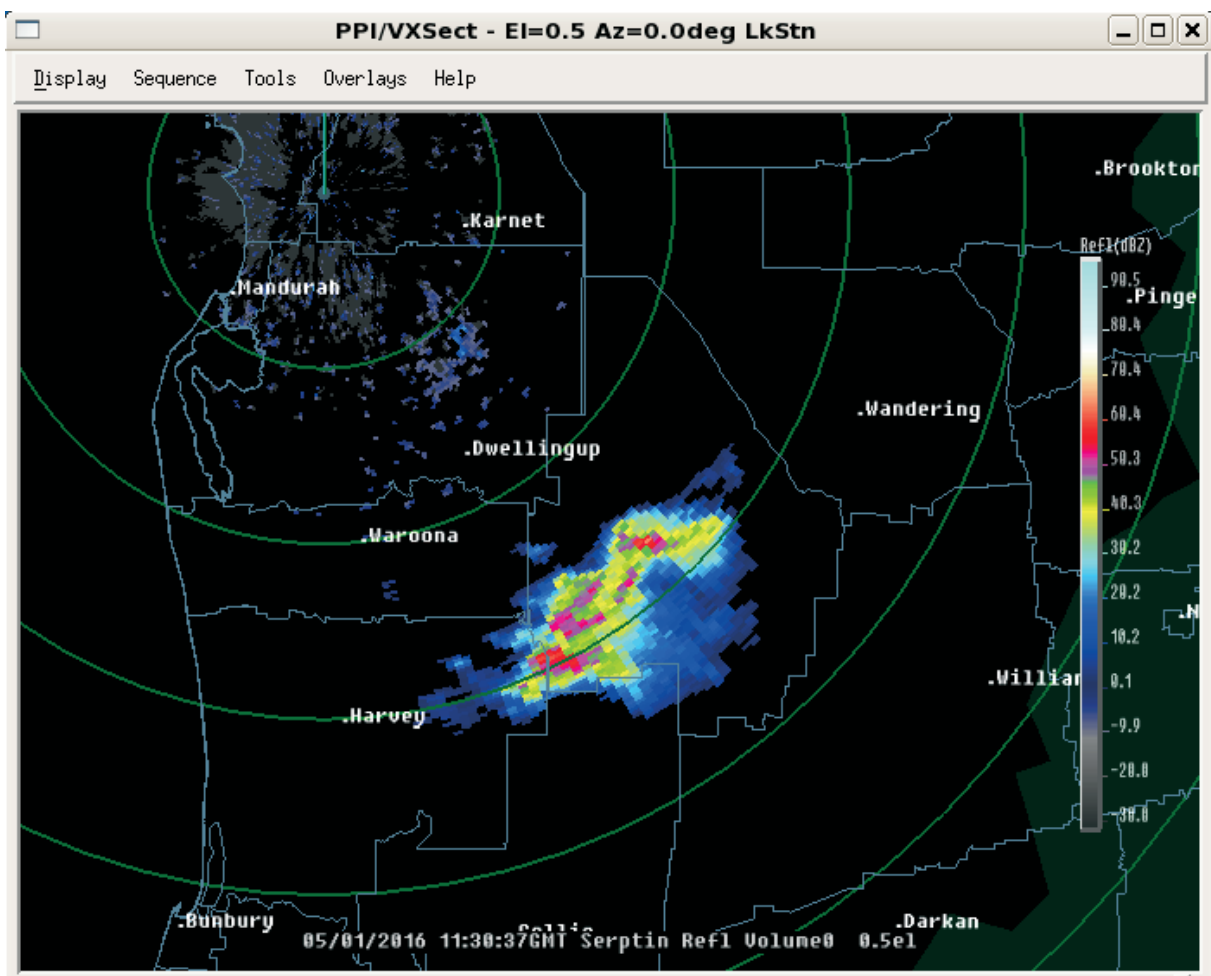 PPI/VXSect - El=0.5 Az=0.0deg LkStn
Display Sequence Tools Overlays Help
.Brookton
.Karnet
Refl(dBZ)
.Mandurah
90.5
.Pinge
80.4
70.4
.Wandering
60.4
.Dwellingup
50.3
40.3
.Waroona
30.2
20.2
.N
10.2
.Willia
0.1
.Harvey
-9.9
-20.0
-30.0
.Bunbury
.Darkan
05/01/2016 11:30:37GMT Serptin Refl Volume0 0.5el